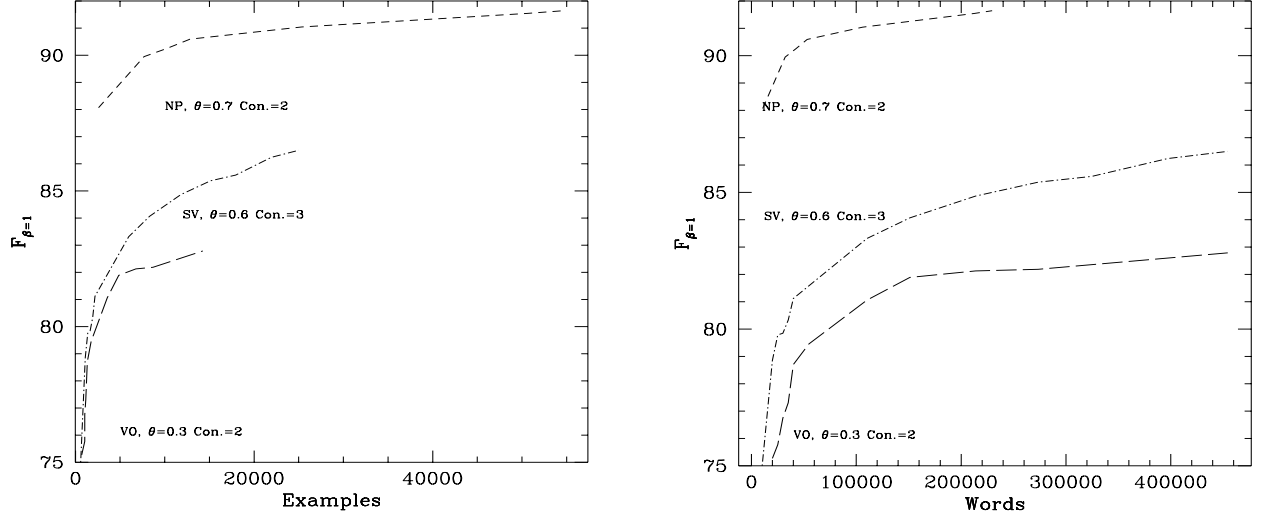 90
NP, θ=0.7 Con.=2
85
SV, θ=0.6 Con.=3
80
VO, θ=0.3 Con.=2
75
Fβ=1
0 20000 40000
Examples
90
NP, θ=0.7 Con.=2
85
SV, θ=0.6 Con.=3
80
VO, θ=0.3 Con.=2
75
Fβ=1
0 100000 200000 300000 400000
Words